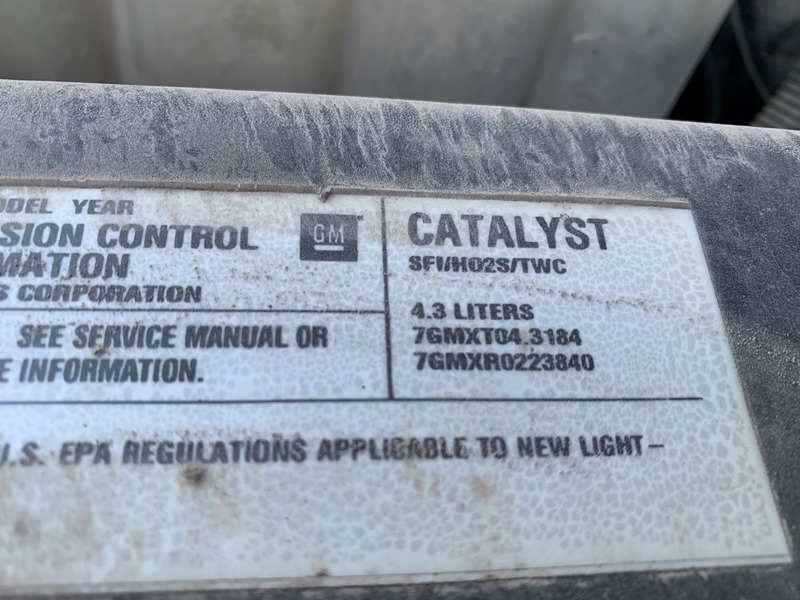 MODEL YEAR
SION CONTROL
MATION
S CORPORATION
GM
SEE SERVICE MANUAL OR
E INFORMATION.
CATALYST
SFI/HO2S/TWC
4.3 LITERS
7GMXT04.3184
7GMXR0223840
U.S. EPA REGULATIONS APPLICABLE TO NEW LIGHT–